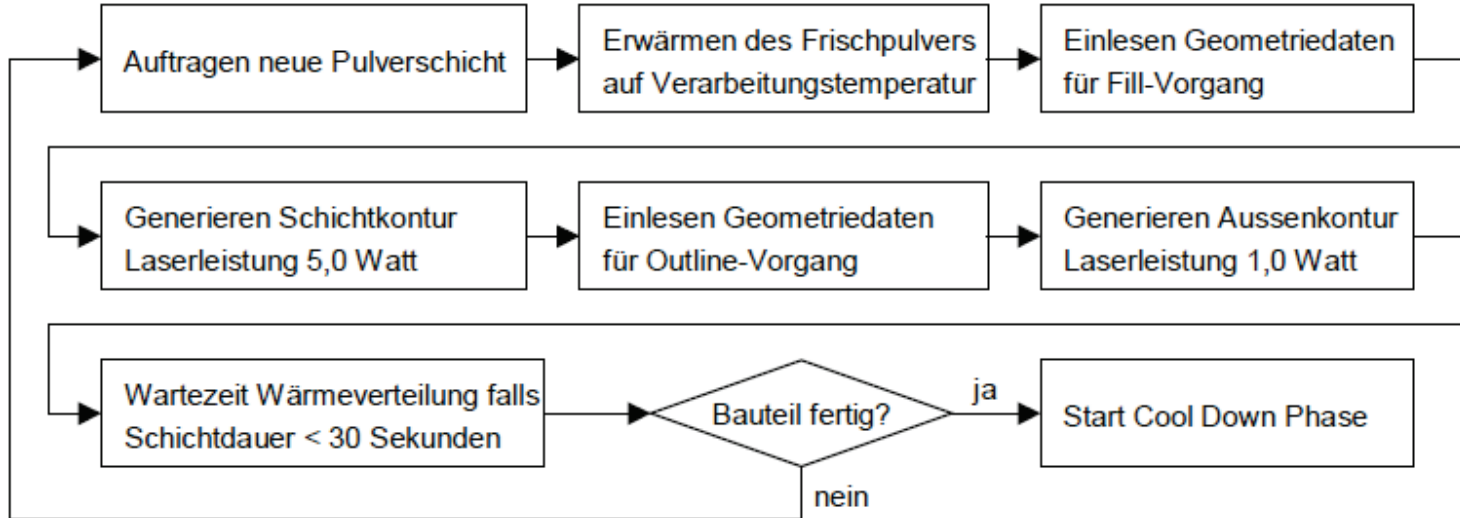 Auftragen neue Pulverschicht
Erwärmen des Frischpulvers
auf Verarbeitungstemperatur
Einlesen Geometriedaten
für Fill-Vorgang
Generieren Schichtkontur
Laserleistung 5,0 Watt
Einlesen Geometriedaten
für Outline-Vorgang
Generieren Aussenkontur
Laserleistung 1,0 Watt
Wartezeit Wärmeverteilung falls
Schichtdauer < 30 Sekunden
Bauteil fertig?
ja
Start Cool Down Phase
nein